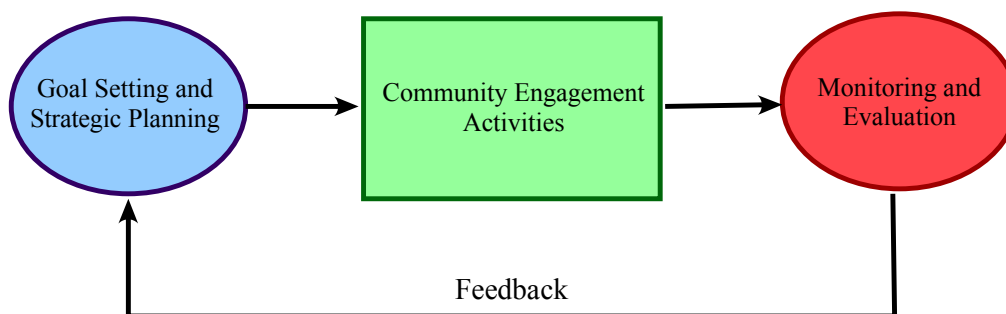 Goal Setting and
Strategic Planning
Community Engagement
Activities
Monitoring and
Evaluation
Feedback